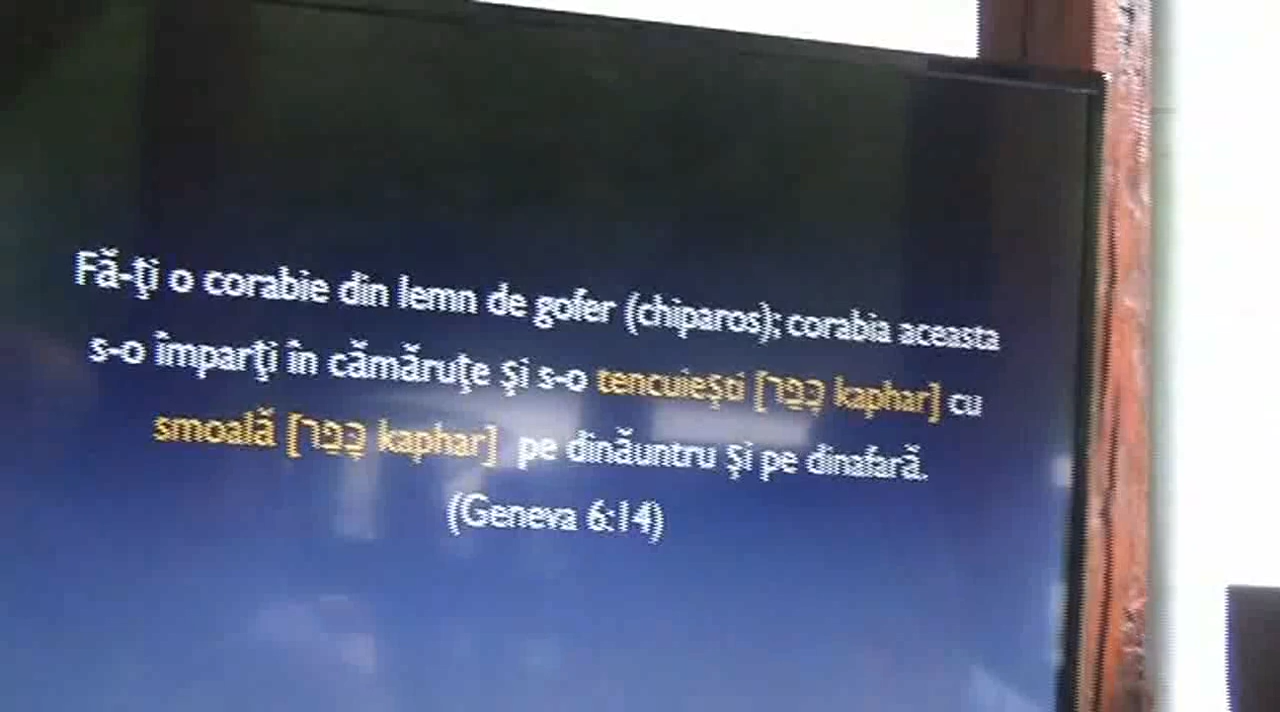 Fă-ţi o corabie din lemn de gofer (chiparos); corabia aceasta
s-o împarţi în cămăruţe şi s-o tencuieşti [כָּפַר kaphar] cu
smoală [כָּפַר kaphar] pe dinăuntru şi pe dinafară.
(Geneva 6:14)